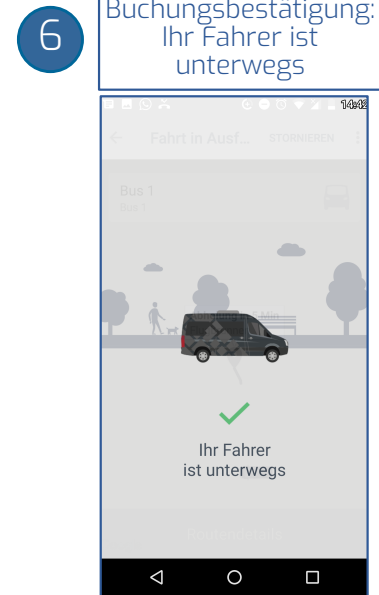 6
Buchungsbestätigung:
Ihr Fahrer ist
unterwegs
14:42
Fahrt in Ausf... STORNIEREN
Bus 1
Bus 1
Ihr Fahrer
ist unterwegs